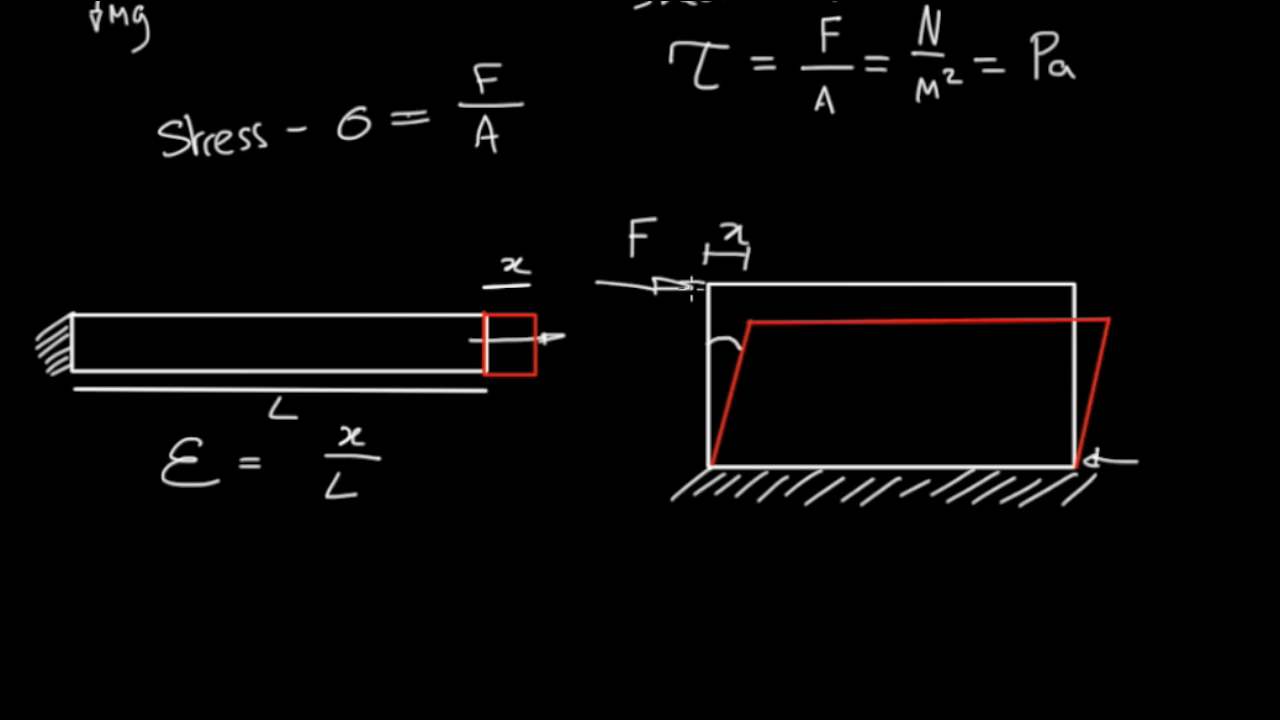 Mg
τ = F/A = N/M² = Pa
Stress - σ = F/A
F
x
x
L
ε = x/L